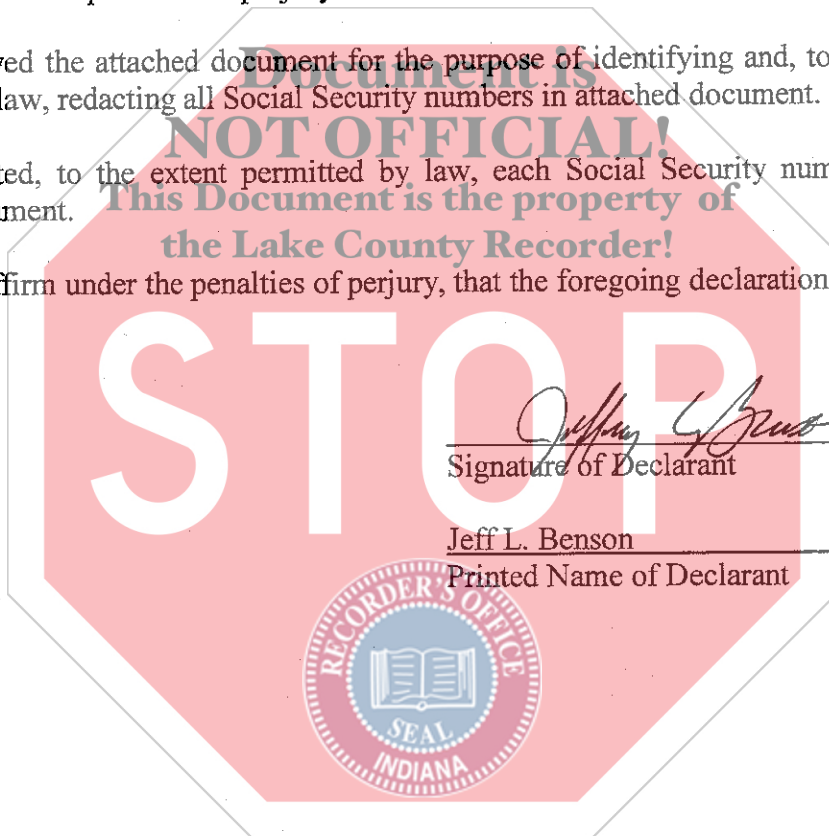 ved the attached document for the purpose of identifying and, to
Document is
law, redacting all Social Security numbers in attached document.
NOT OFFICIAL!
ted, to the extent permitted by law, each Social Security num
This Document is the property of
ment.
the Lake County Recorder!
ffirm under the penalties of perjury, that the foregoing declaration
STOP
Signature of Declarant
Jeff L. Benson
Printed Name of Declarant
RECORDER'S OFFICE
SEAL
INDIANA